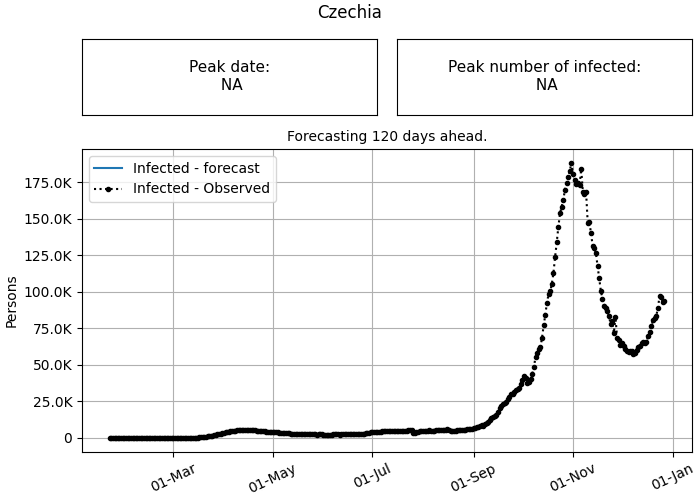 Czechia
Peak date:
NA
Peak number of infected:
NA
Forecasting 120 days ahead.
Infected - forecast
Infected - Observed
175.0K
150.0K
125.0K
100.0K
75.0K
50.0K
25.0K
0
Persons
01-Mar
01-May
01-Jul
01-Sep
01-Nov
01-Jan